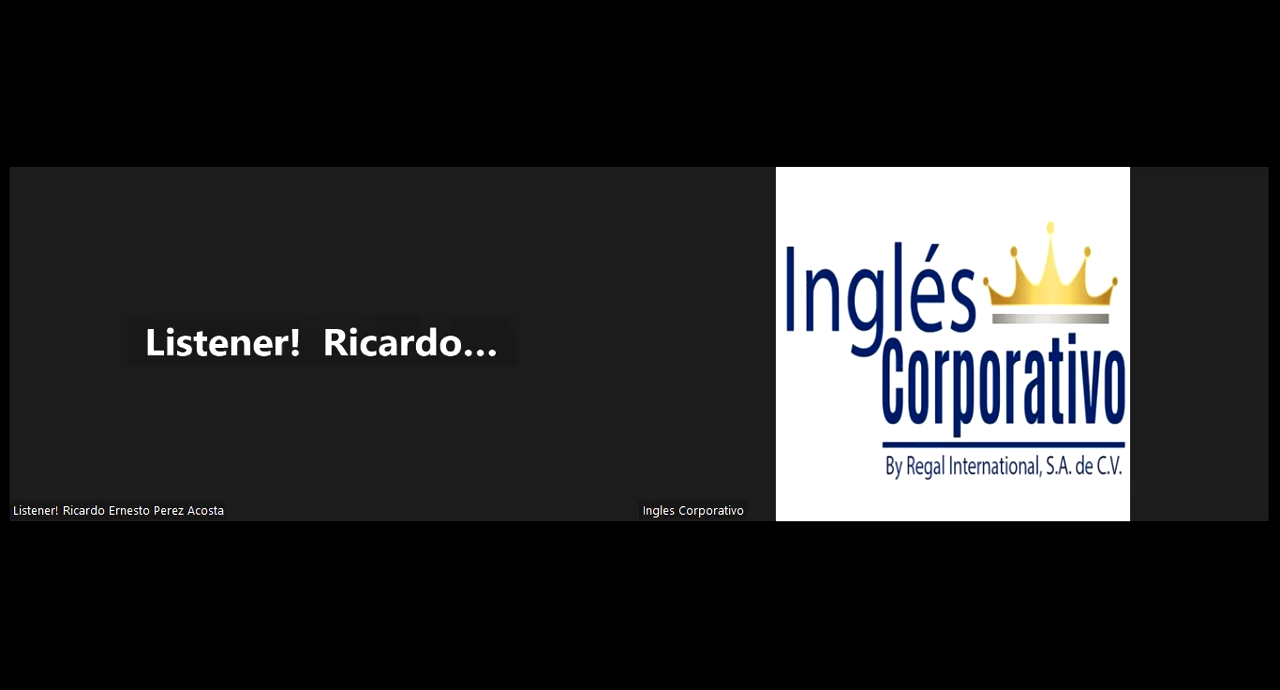 Listener!  Ricardo...
Listener! Ricardo Ernesto Perez Acosta
Inglés
Corporativo
By Regal International, S.A. de C.V.
Ingles Corporativo